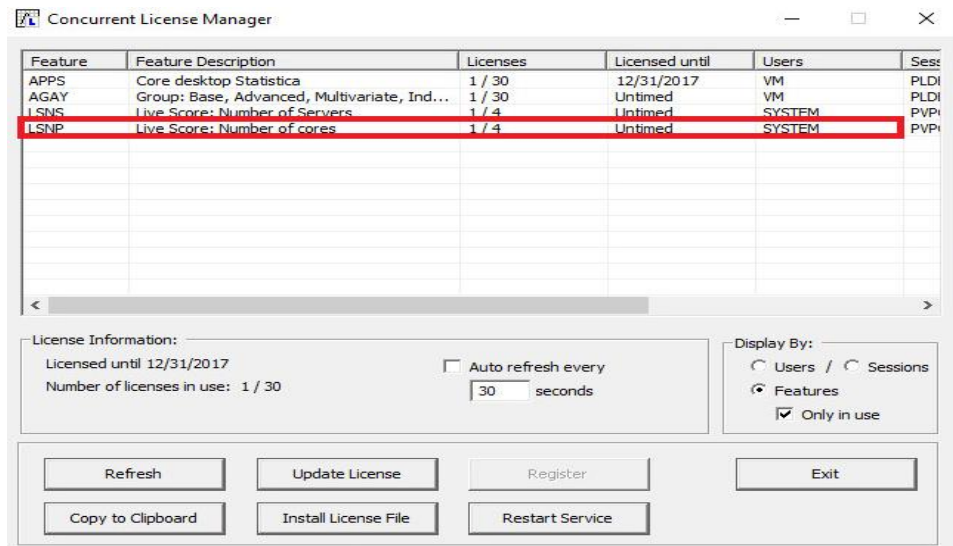 Concurrent License Manager
Feature Feature Description Licenses Licensed until Users Sess
APPS Core desktop Statistica 1 / 30 12/31/2017 VM PLDI
AGAY Group: Base, Advanced, Multivariate, Ind... 1 / 30 Untimed VM PLDI
LSNS Live Score: Number of Servers 1 / 4 Untimed SYSTEM
LSNP Live Score: Number of cores 1 / 4 Untimed SYSTEM
License Information:
Licensed until 12/31/2017
Number of licenses in use: 1 / 30
Auto refresh every
30 seconds
Display By:
Users / Sessions
Features
Only in use
Refresh Update License Register Exit
Copy to Clipboard Install License File Restart Service